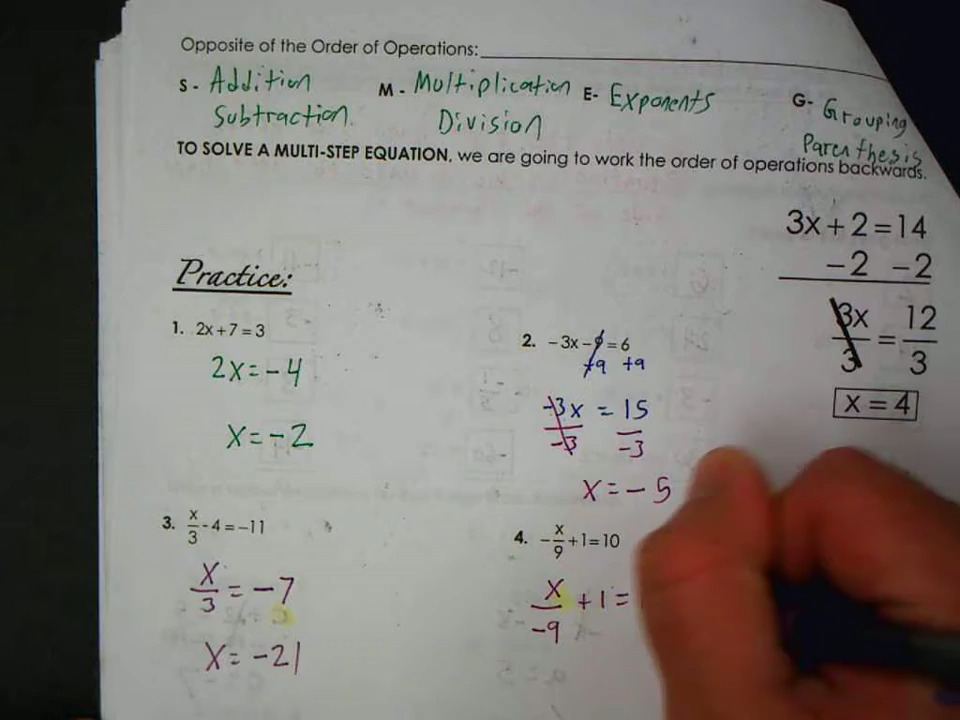 Opposite of the Order of Operations:
S - Addition Subtraction
M - Multiplication Division
E- Exponents
G- Grouping Parenthesis
TO SOLVE A MULTI-STEP EQUATION, we are going to work the order of operations backwards.
3x + 2 = 14
-2 -2
3x/3 = 12/3
x = 4
Practice:
1. 2x + 7 = 3
2x = -4
x = -2
2. -3x - 9 = 6
+9 +9
-3x/-3 = 15/-3
x = -5
3. x/3 - 4 = -11
x/3 = -7
x = -21
4. -x/9 + 1 = 10
x/-9 + 1 =